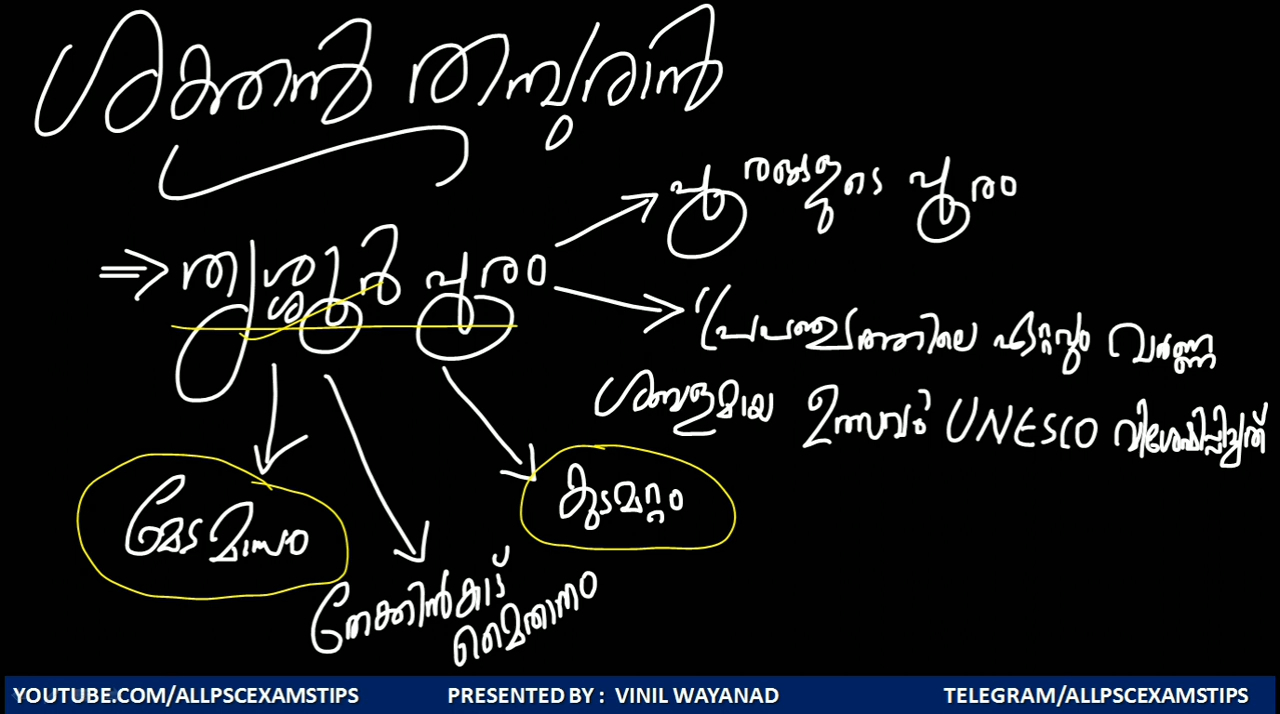 ശക്തൻ തമ്പുരാൻ
പൂരങ്ങളുടെ പൂരം
⇒ തൃശ്ശൂർ പൂരം
"പ്രപഞ്ചത്തിലെ ഏറ്റവും വർണ്ണ
ശബളമായ ഉത്സവം UNESCO വിശേഷിപ്പിച്ചത്
മേട മാസം
കുടമാറ്റം
തേക്കിൻകാട്
മൈതാനം
YOUTUBE.COM/ALLPSCEXAMSTIPS PRESENTED BY : VINIL WAYANAD TELEGRAM/ALLPSCEXAMSTIPS